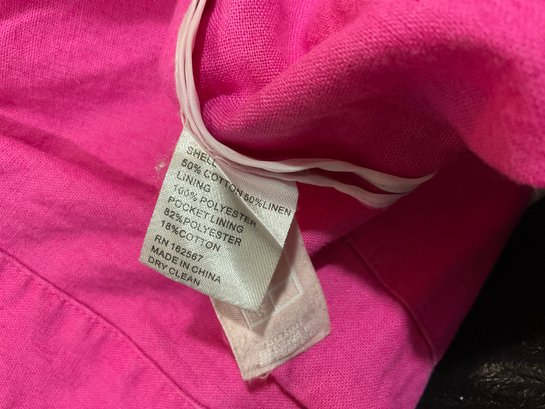 SHELL
50% COTTON 50%LINEN
LINING
100% POLYESTER
POCKET LINING
82%POLYESTER
18%COTTON
RN 162567
MADE IN CHINA
DRY CLEAN